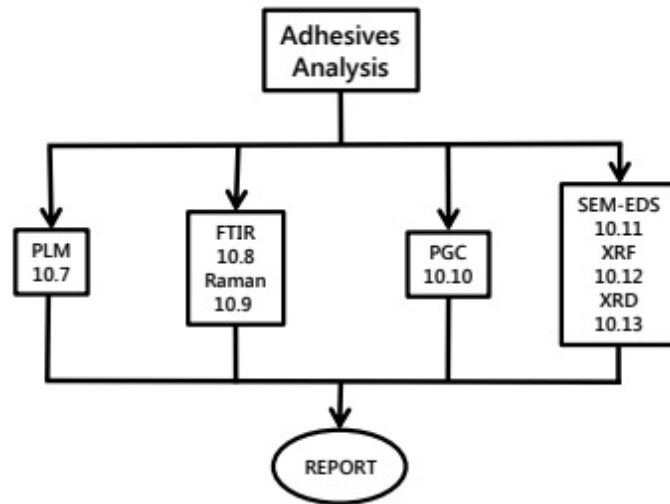 Adhesives
Analysis
PLM
10.7
FTIR
10.8
Raman
10.9
PGC
10.10
SEM-EDS
10.11
XRF
10.12
XRD
10.13
REPORT